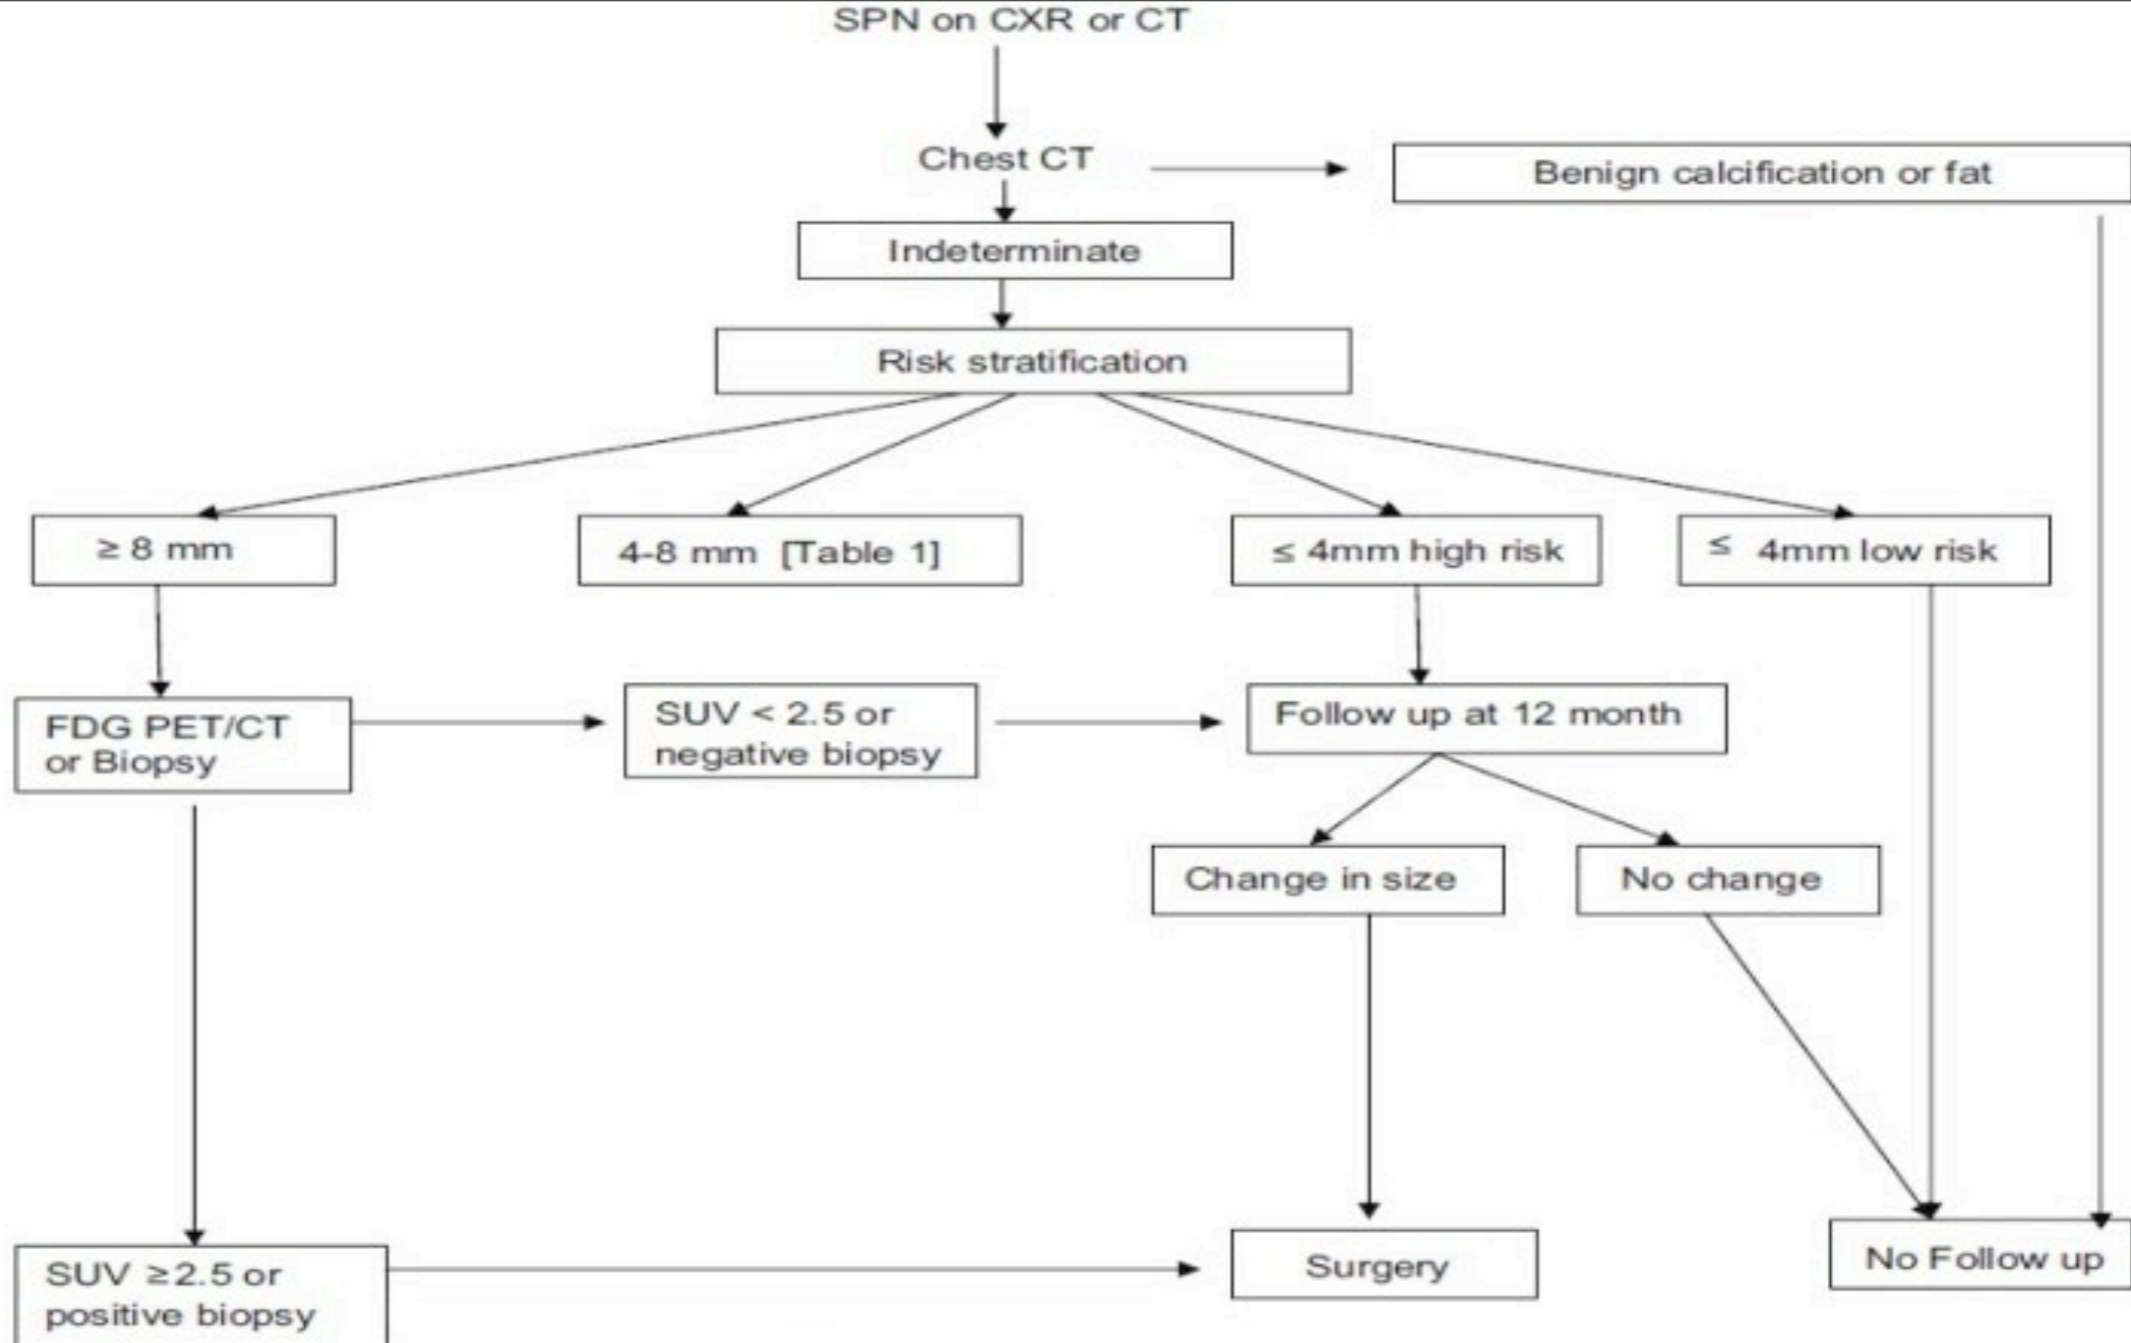 SPN on CXR or CT
Chest CT
Benign calcification or fat
Indeterminate
Risk stratification
≥ 8 mm
4-8 mm [Table 1]
≤ 4mm high risk
≤ 4mm low risk
FDG PET/CT
or Biopsy
SUV < 2.5 or
negative biopsy
Follow up at 12 month
Change in size
No change
SUV ≥2.5 or
positive biopsy
Surgery
No Follow up